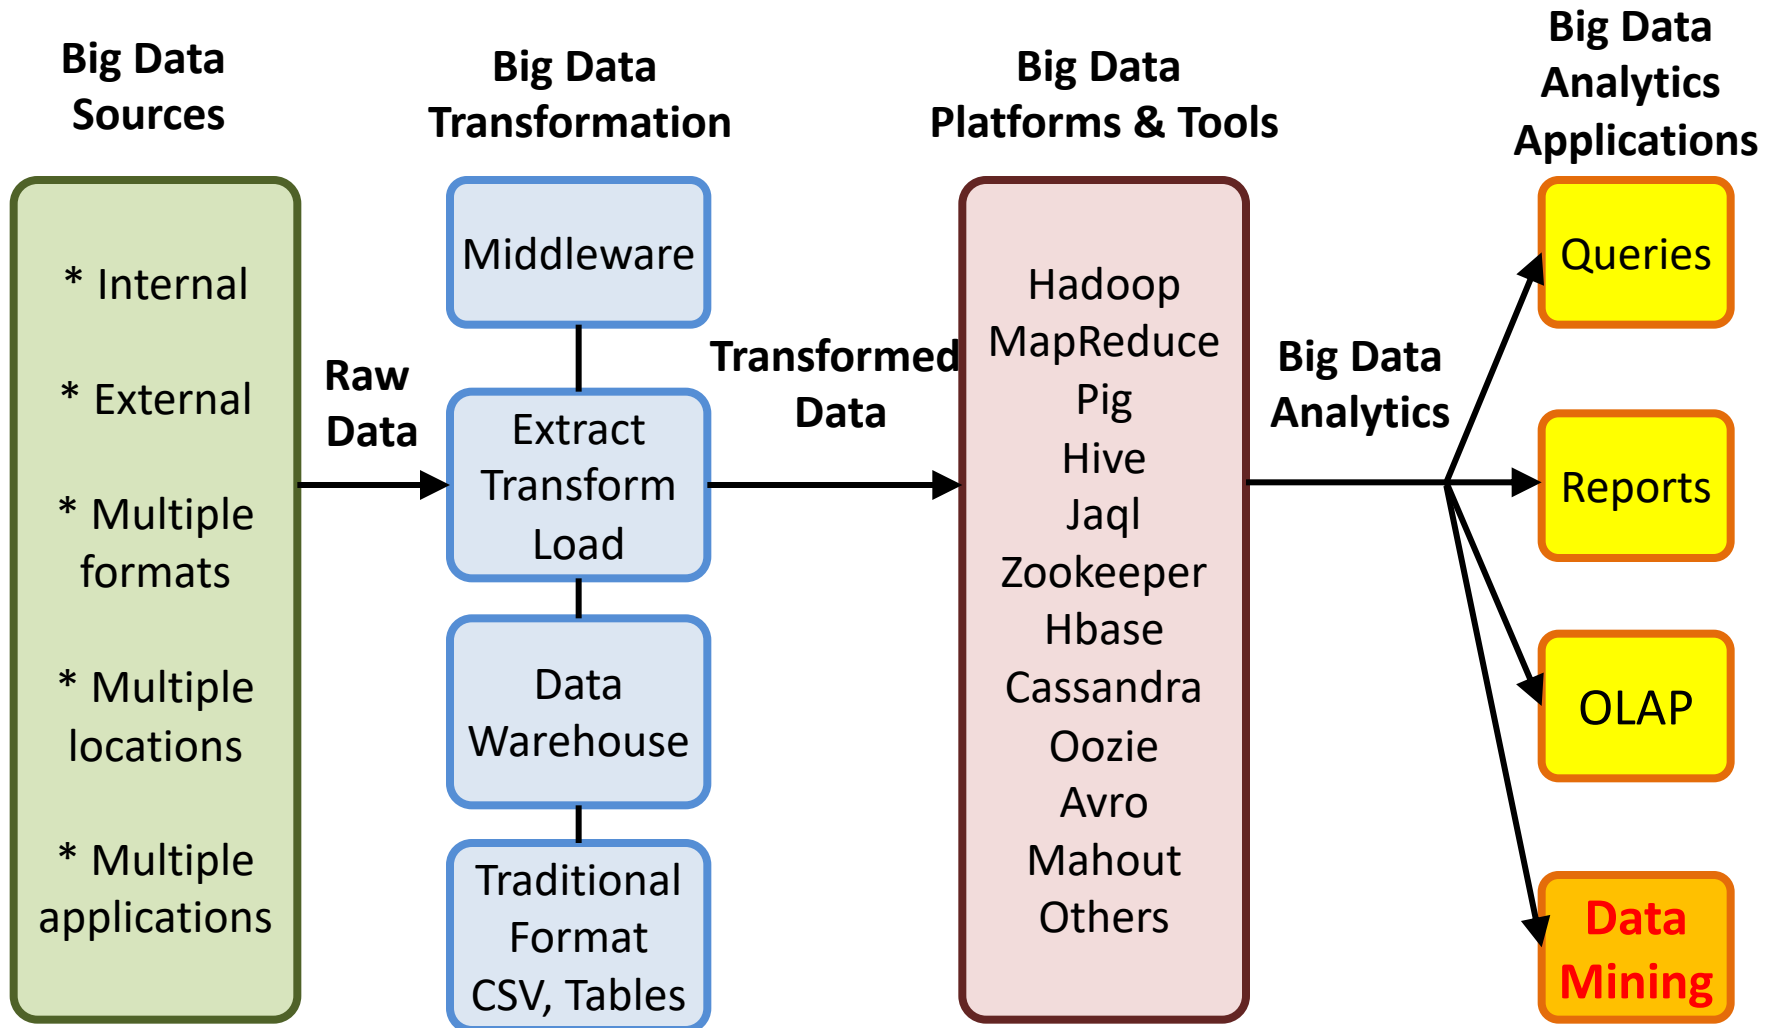 Big Data
Sources
* Internal
* External
* Multiple
formats
* Multiple
locations
* Multiple
applications
Raw
Data
Big Data
Transformation
Middleware
Extract
Transform
Load
Data
Warehouse
Traditional
Format
CSV, Tables
Transformed
Data
Big Data
Platforms & Tools
Hadoop
MapReduce
Pig
Hive
Jaql
Zookeeper
Hbase
Cassandra
Oozie
Avro
Mahout
Others
Big Data
Analytics
Big Data
Analytics
Applications
Queries
Reports
OLAP
Data
Mining